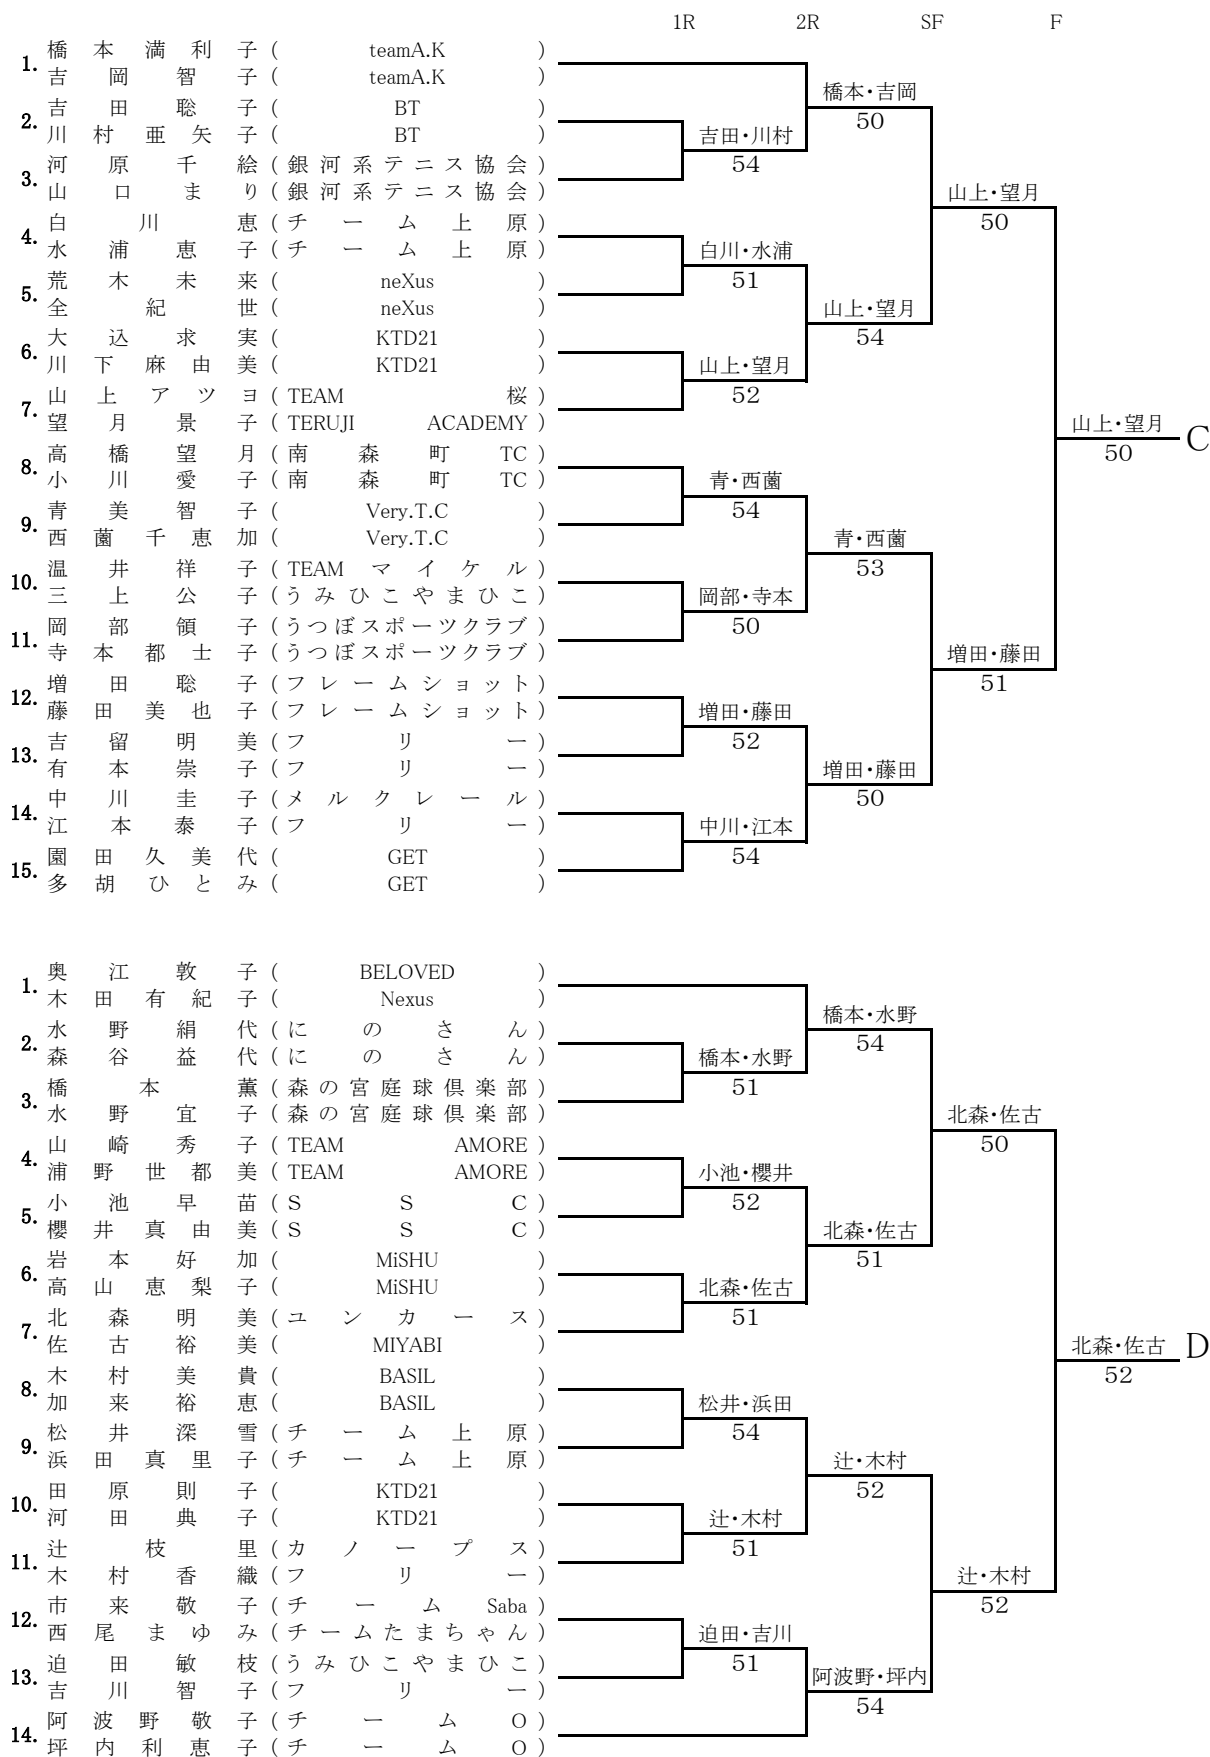 1R 2R SF F
橋本満利子(teamA.K)
1.
吉岡智子(teamA.K)
橋本・吉岡
吉田聡子(BT)
50
2.
川村亜矢子(BT)
吉田・川村
河原千絵(銀河系テニス協会)
54
3.
山口まり(銀河系テニス協会)
山上・望月
白川恵(チーム上原)
50
4.
水浦恵子(チーム上原)
白川・水浦
荒木未来(neXus)
51
5.
全紀世(neXus)
山上・望月
大込求実(KTD21)
54
6.
川下麻由美(KTD21)
山上・望月
山上アツヨ(TEAM 桜)
52
7.
望月景子(TERUJI ACADEMY)
山上・望月
C
高橋望月(南森町TC)
50
8.
小川愛子(南森町TC)
青・西薗
青美智子(Very.T.C)
54
9.
西薗千恵加(Very.T.C)
青・西薗
温井祥子(TEAM マイケル)
53
10.
三上公子(うみひこやまひこ)
岡部・寺本
岡部領子(うつぼスポーツクラブ)
50
11.
寺本都士子(うつぼスポーツクラブ)
増田・藤田
増田聡子(フレームショット)
51
12.
藤田美也子(フレームショット)
増田・藤田
吉留明美(フリー)
52
13.
有本崇子(フリー)
増田・藤田
中川圭子(メルクレール)
50
14.
江本泰子(フリー)
中川・江本
園田久美代(GET)
54
15.
多胡ひとみ(GET)
奥江敦子(BELOVED)
1.
木田有紀子(Nexus)
橋本・水野
水野絹代(にのさん)
54
2.
森谷益代(にのさん)
橋本・水野
橋本薫(森の宮庭球倶楽部)
51
3.
水野宜子(森の宮庭球倶楽部)
北森・佐古
山崎秀子(TEAM AMORE)
50
4.
浦野世都美(TEAM AMORE)
小池・櫻井
小池早苗(SSC)
52
5.
櫻井真由美(SSC)
北森・佐古
岩本好加(MiSHU)
51
6.
高山恵梨子(MiSHU)
北森・佐古
北森明美(ユンカース)
51
7.
佐古裕美(MIYABI)
北森・佐古
D
木村美貴(BASIL)
52
8.
加来裕恵(BASIL)
松井・浜田
松井深雪(チーム上原)
54
9.
浜田真里子(チーム上原)
辻・木村
田原則子(KTD21)
52
10.
河田典子(KTD21)
辻・木村
辻枝里(カノープス)
51
11.
木村香織(フリー)
辻・木村
市来敬子(チームSaba)
52
12.
西尾まゆみ(チームたまちゃん)
迫田・吉川
迫田敏枝(うみひこやまひこ)
51
13.
吉川智子(フリー)
阿波野・坪内
阿波野敬子(チームO)
54
14.
坪内利恵子(チームO)